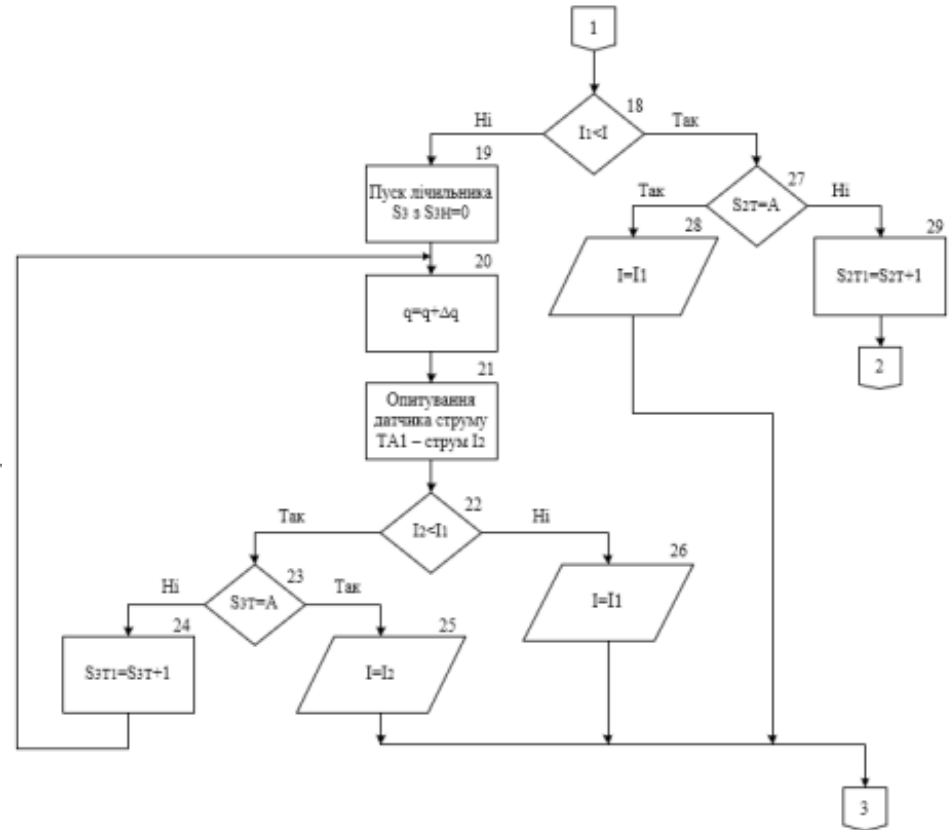 1
18
I1<I
Ні
Так
19
Пуск лічильника
S3 з S3Н=0
27
S2Т=A
Так
Ні
28
I=I1
29
S2Т1=S2Т+1
2
20
q=q+Δq
21
Опитування
датчика струму
ТА1 – струм I2
22
I2<I1
Так
Ні
23
S3Т=A
Ні
Так
24
S3Т1=S3Т+1
25
I=I2
26
I=I1
3